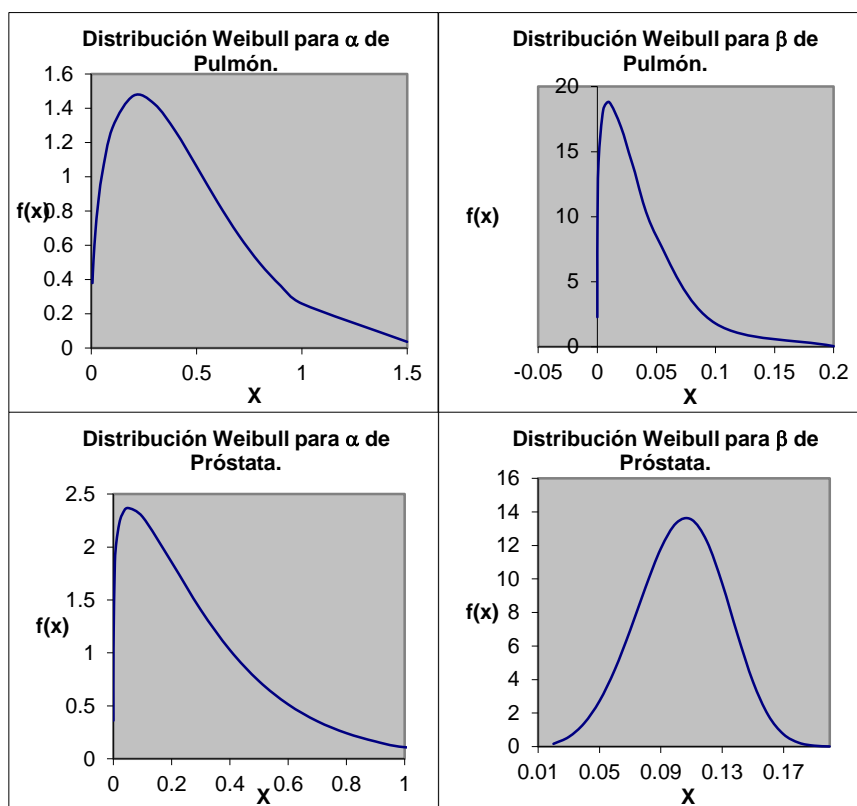 Distribución Weibull para α de
Pulmón.
1.6
1.4
1.2
1
f(x)
0.8
0.6
0.4
0.2
0
0 0.5 1 1.5
X
Distribución Weibull para β de
Pulmón.
20
15
f(x)
10
5
0
-0.05 0 0.05 0.1 0.15 0.2
X
Distribución Weibull para α de
Próstata.
2.5
2
1.5
f(x)
1
0.5
0
0 0.2 0.4 0.6 0.8 1
X
Distribución Weibull para β de
Próstata.
16
14
12
10
f(x)
8
6
4
2
0
0.01 0.05 0.09 0.13 0.17
X